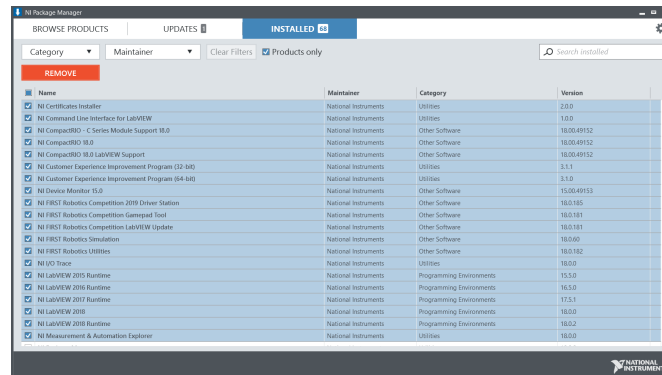 NI Package Manager
BROWSE PRODUCTS UPDATES INSTALLED 68
Category Maintainer Clear Filters Products only Search installed
REMOVE
Name Maintainer Category Version
NI Certificates Installer National Instruments Utilities 2.0.0
NI Command Line Interface for LabVIEW National Instruments Utilities 1.0.0
NI CompactRIO - C Series Module Support 18.0 National Instruments Other Software 18.00.49152
NI CompactRIO 18.0 National Instruments Other Software 18.00.49152
NI CompactRIO 18.0 LabVIEW Support National Instruments Other Software 18.00.49152
NI Customer Experience Improvement Program (32-bit) National Instruments Utilities 3.1.1
NI Customer Experience Improvement Program (64-bit) National Instruments Utilities 3.1.0
NI Device Monitor 15.0 National Instruments Other Software 15.00.49153
NI FIRST Robotics Competition 2019 Driver Station National Instruments Other Software 18.0.185
NI FIRST Robotics Competition Gamepad Tool National Instruments Other Software 18.0.181
NI FIRST Robotics Competition LabVIEW Update National Instruments Other Software 18.0.181
NI FIRST Robotics Simulation National Instruments Other Software 18.0.60
NI FIRST Robotics Utilities National Instruments Other Software 18.0.182
NI I/O Trace National Instruments Utilities 18.0.0
NI LabVIEW 2015 Runtime National Instruments Programming Environments 15.5.0
NI LabVIEW 2016 Runtime National Instruments Programming Environments 16.5.0
NI LabVIEW 2017 Runtime National Instruments Programming Environments 17.5.1
NI LabVIEW 2018 National Instruments Programming Environments 18.0.0
NI LabVIEW 2018 Runtime National Instruments Programming Environments 18.0.2
NI Measurement & Automation Explorer National Instruments Utilities 18.0.0
NATIONAL
INSTRUMEN